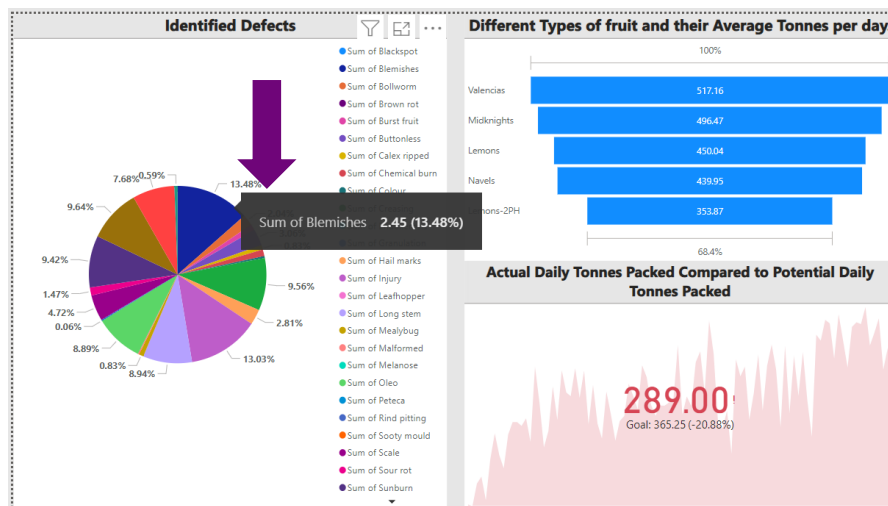 Identified Defects
Sum of Blackspot
Sum of Blemishes
Sum of Bollworm
Sum of Brown rot
Sum of Burst fruit
Sum of Buttonless
Sum of Calex ripped
Sum of Chemical burn
Sum of Colour
Sum of Hail marks
Sum of Injury
Sum of Leafhopper
Sum of Long stem
Sum of Mealybug
Sum of Malformed
Sum of Melanose
Sum of Oleo
Sum of Peteca
Sum of Rind pitting
Sum of Sooty mould
Sum of Scale
Sum of Sour rot
Sum of Sunburn
0.59%
7.68%
13.48%
9.64%
Sum of Blemishes 2.45 (13.48%)
9.42%
9.56%
1.47%
4.72%
2.81%
0.06%
8.89%
13.03%
0.83%
8.94%
Different Types of fruit and their Average Tonnes per day
100%
Valencias 517.16
Midknights 496.47
Lemons 450.04
Navels 439.95
353.87
68.4%
Actual Daily Tonnes Packed Compared to Potential Daily
Tonnes Packed
289.00
Goal: 365.25 (-20.88%)